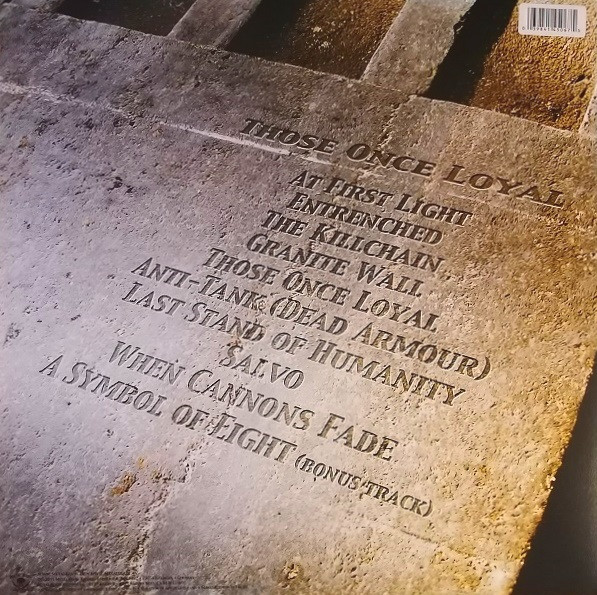 Those Once Loyal
At First Light
Entrenched
The Killchain
Granite Wall
Those Once Loyal
Anti-Tank (Dead Armour)
Last Stand of Humanity
Salvo
When Cannons Fade
A Symbol of Eight (bonus track)